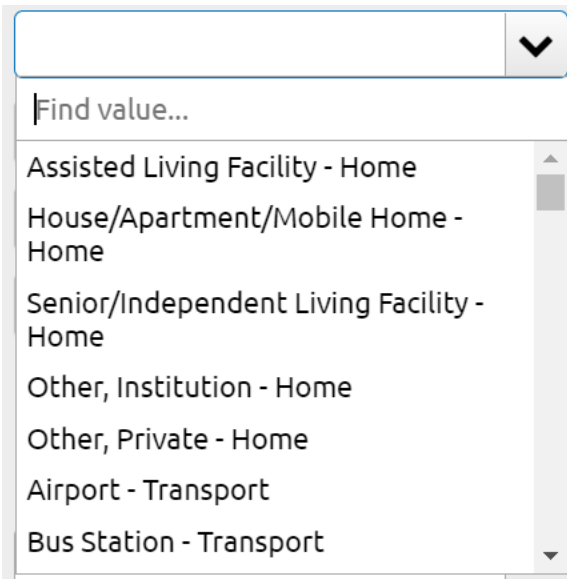 Find value...
Assisted Living Facility - Home
House/Apartment/Mobile Home -
Home
Senior/Independent Living Facility -
Home
Other, Institution - Home
Other, Private - Home
Airport - Transport
Bus Station - Transport